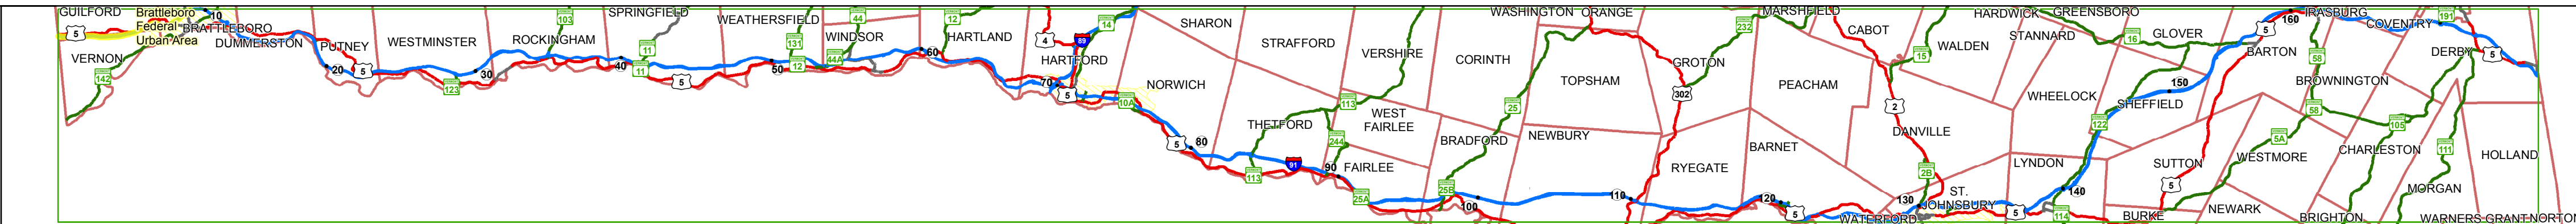 GUILFORD
Brattleboro
Federal
Urban Area
5
VERNON
142
10
BRATTLEBORO
DUMMERSTON
PUTNEY
20
5
WESTMINSTER
123
30
103
ROCKINGHAM
SPRINGFIELD
40
11
11
5
WEATHERSFIELD
131
50
12
44
WINDSOR
44A
12
60
HARTLAND
4
89
14
HARTFORD
70
5
10A
NORWICH
SHARON
5
80
STRAFFORD
THETFORD
113
91
VERSHIRE
113
244
90
WEST
FAIRLEE
FAIRLEE
25A
CORINTH
25
BRADFORD
25B
100
WASHINGTON
ORANGE
TOPSHAM
NEWBURY
110
GROTON
302
232
RYEGATE
MARSHFIELD
PEACHAM
BARNET
120
5
CABOT
2
DANVILLE
2B
130
WATERFORD
ST.
JOHNSBURY
15
WALDEN
HARDWICK
STANNARD
GREENSBORO
WHEELOCK
LYNDON
5
114
140
122
16
GLOVER
SHEFFIELD
150
SUTTON
5
BURKE
160
5
IRASBURG
BARTON
58
BROWNINGTON
58
5A
WESTMORE
NEWARK
COVENTRY
191
DERBY
5
105
CHARLESTON
111
BRIGHTON
MORGAN
HOLLAND
WARNERS GRANT
NORTO